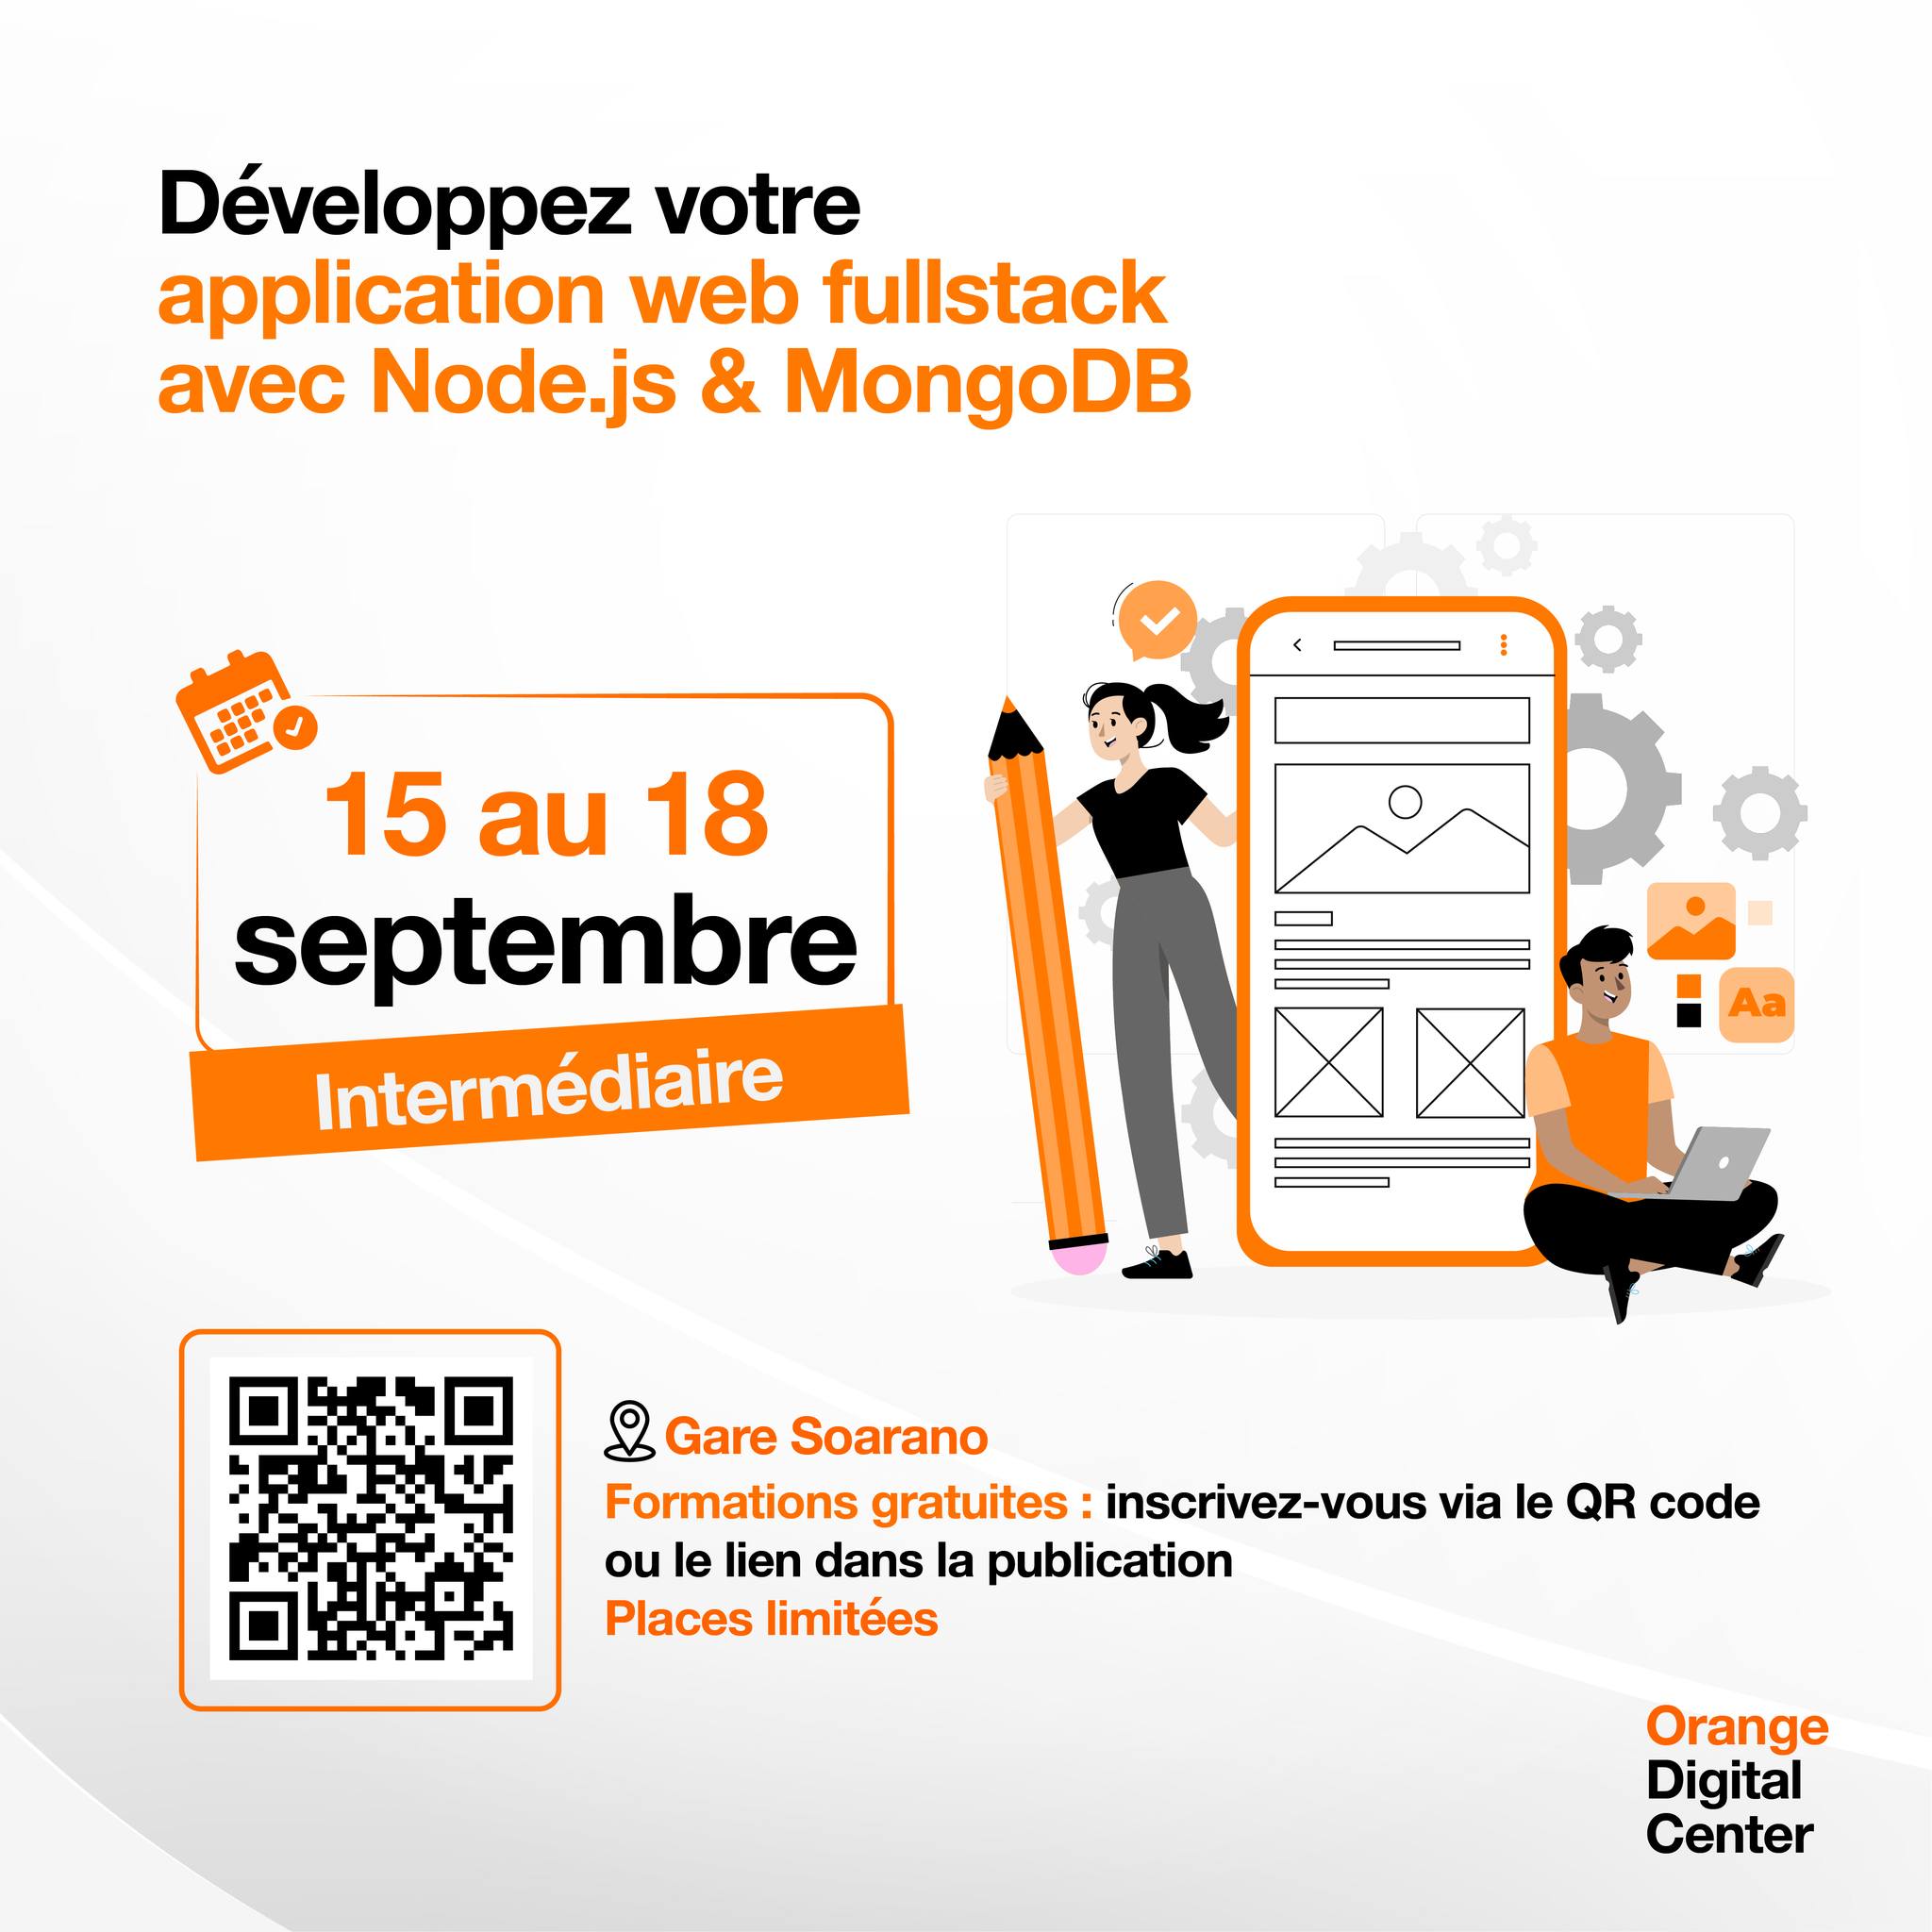 Développez votre
application web fullstack
avec Node.js & MongoDB
15 au 18
septembre
Intermédiaire
Aa
Gare Soarano
Formations gratuites : inscrivez-vous via le QR code
ou le lien dans la publication
Places limitées
Orange
Digital
Center